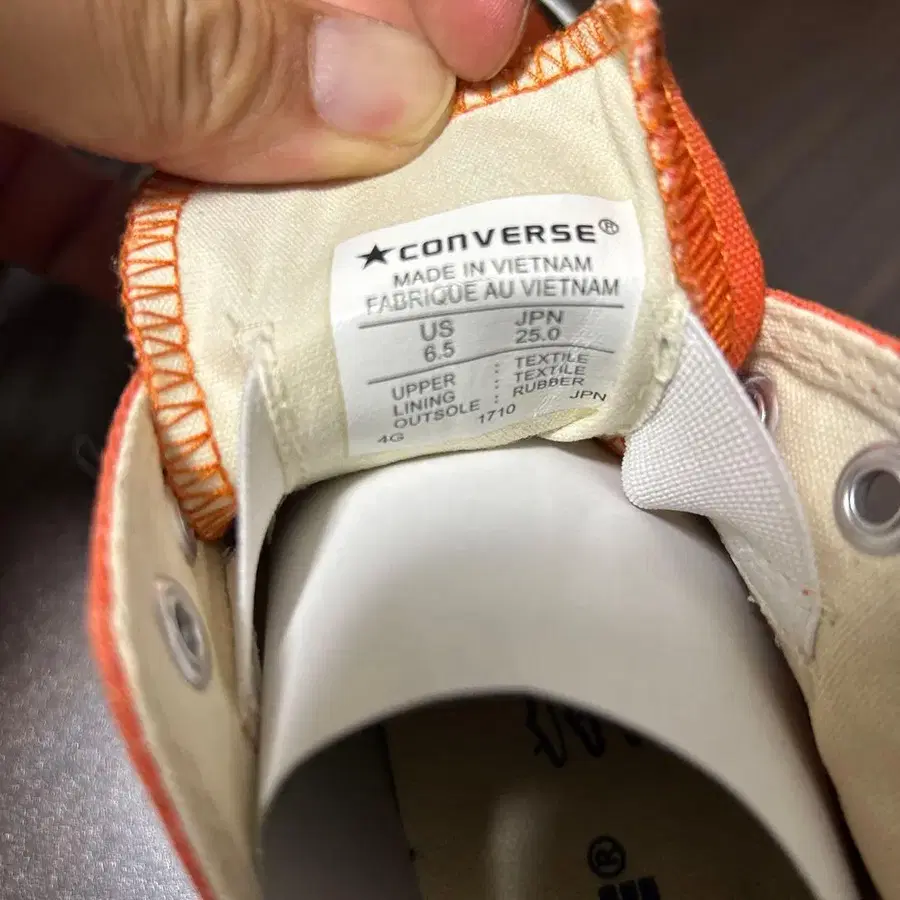 ★CONVERSE®
MADE IN VIETNAM
FABRIQUE AU VIETNAM
US JPN
6.5 25.0
UPPER : TEXTILE
LINING : TEXTILE
OUTSOLE : RUBBER
4G 1710 JPN
®